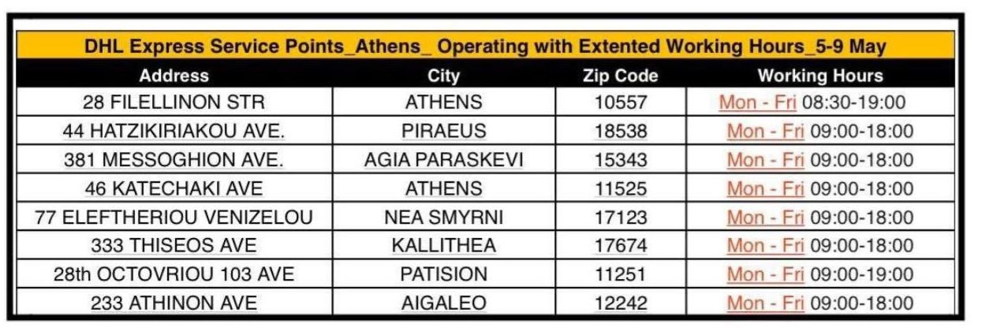 DHL Express Service Points_Athens_ Operating with Extented Working Hours_5-9 May
Address City Zip Code Working Hours
28 FILELLINON STR ATHENS 10557 Mon - Fri 08:30-19:00
44 HATZIKIRIAKOU AVE. PIRAEUS 18538 Mon - Fri 09:00-18:00
381 MESSOGHION AVE. AGIA PARASKEVI 15343 Mon - Fri 09:00-18:00
46 KATECHAKI AVE ATHENS 11525 Mon - Fri 09:00-18:00
77 ELEFTHERIOU VENIZELOU NEA SMYRNI 17123 Mon - Fri 09:00-18:00
333 THISEOS AVE KALLITHEA 17674 Mon - Fri 09:00-18:00
28th OCTOVRIOU 103 AVE PATISION 11251 Mon - Fri 09:00-19:00
233 ATHINON AVE AIGALEO 12242 Mon - Fri 09:00-18:00